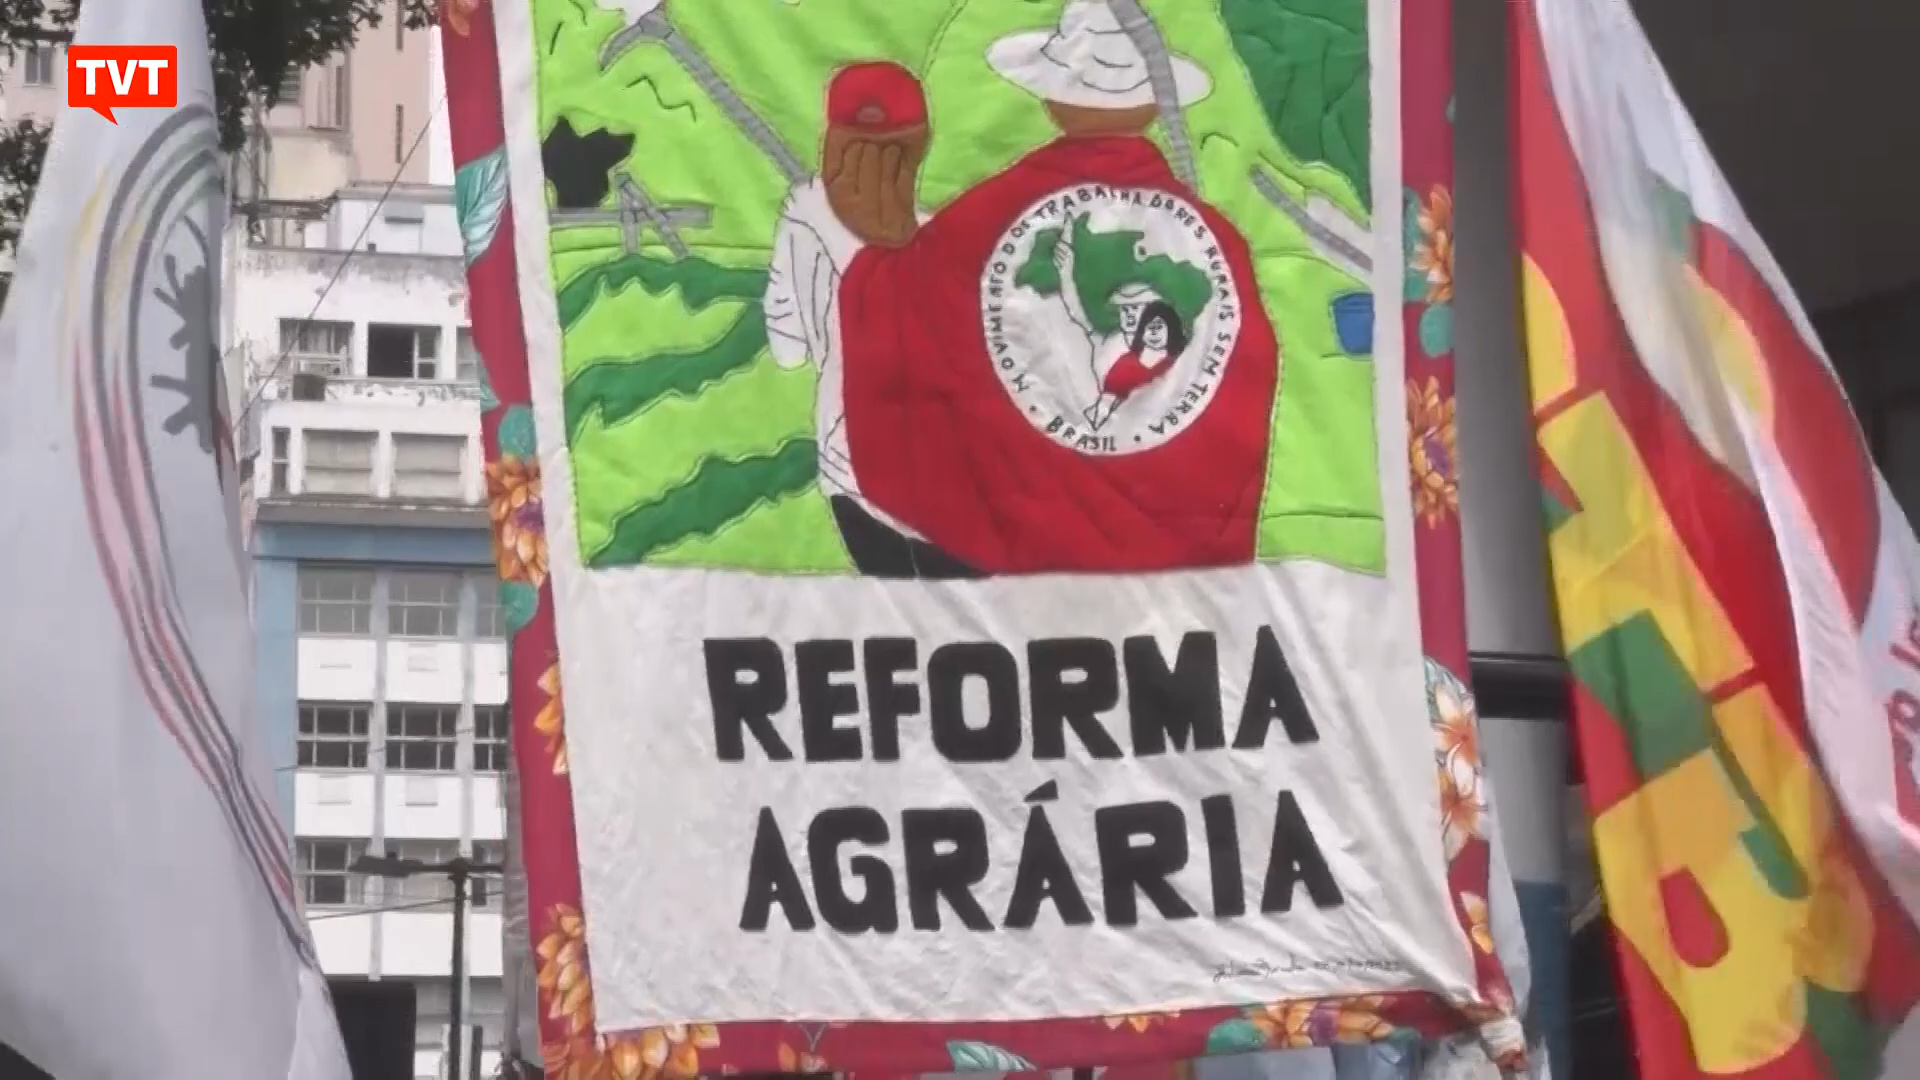 TVT
MOVIMENTO DOS TRABALHADORES RURAIS SEM TERRA
• BRASIL •
REFORMA
AGRÁRIA